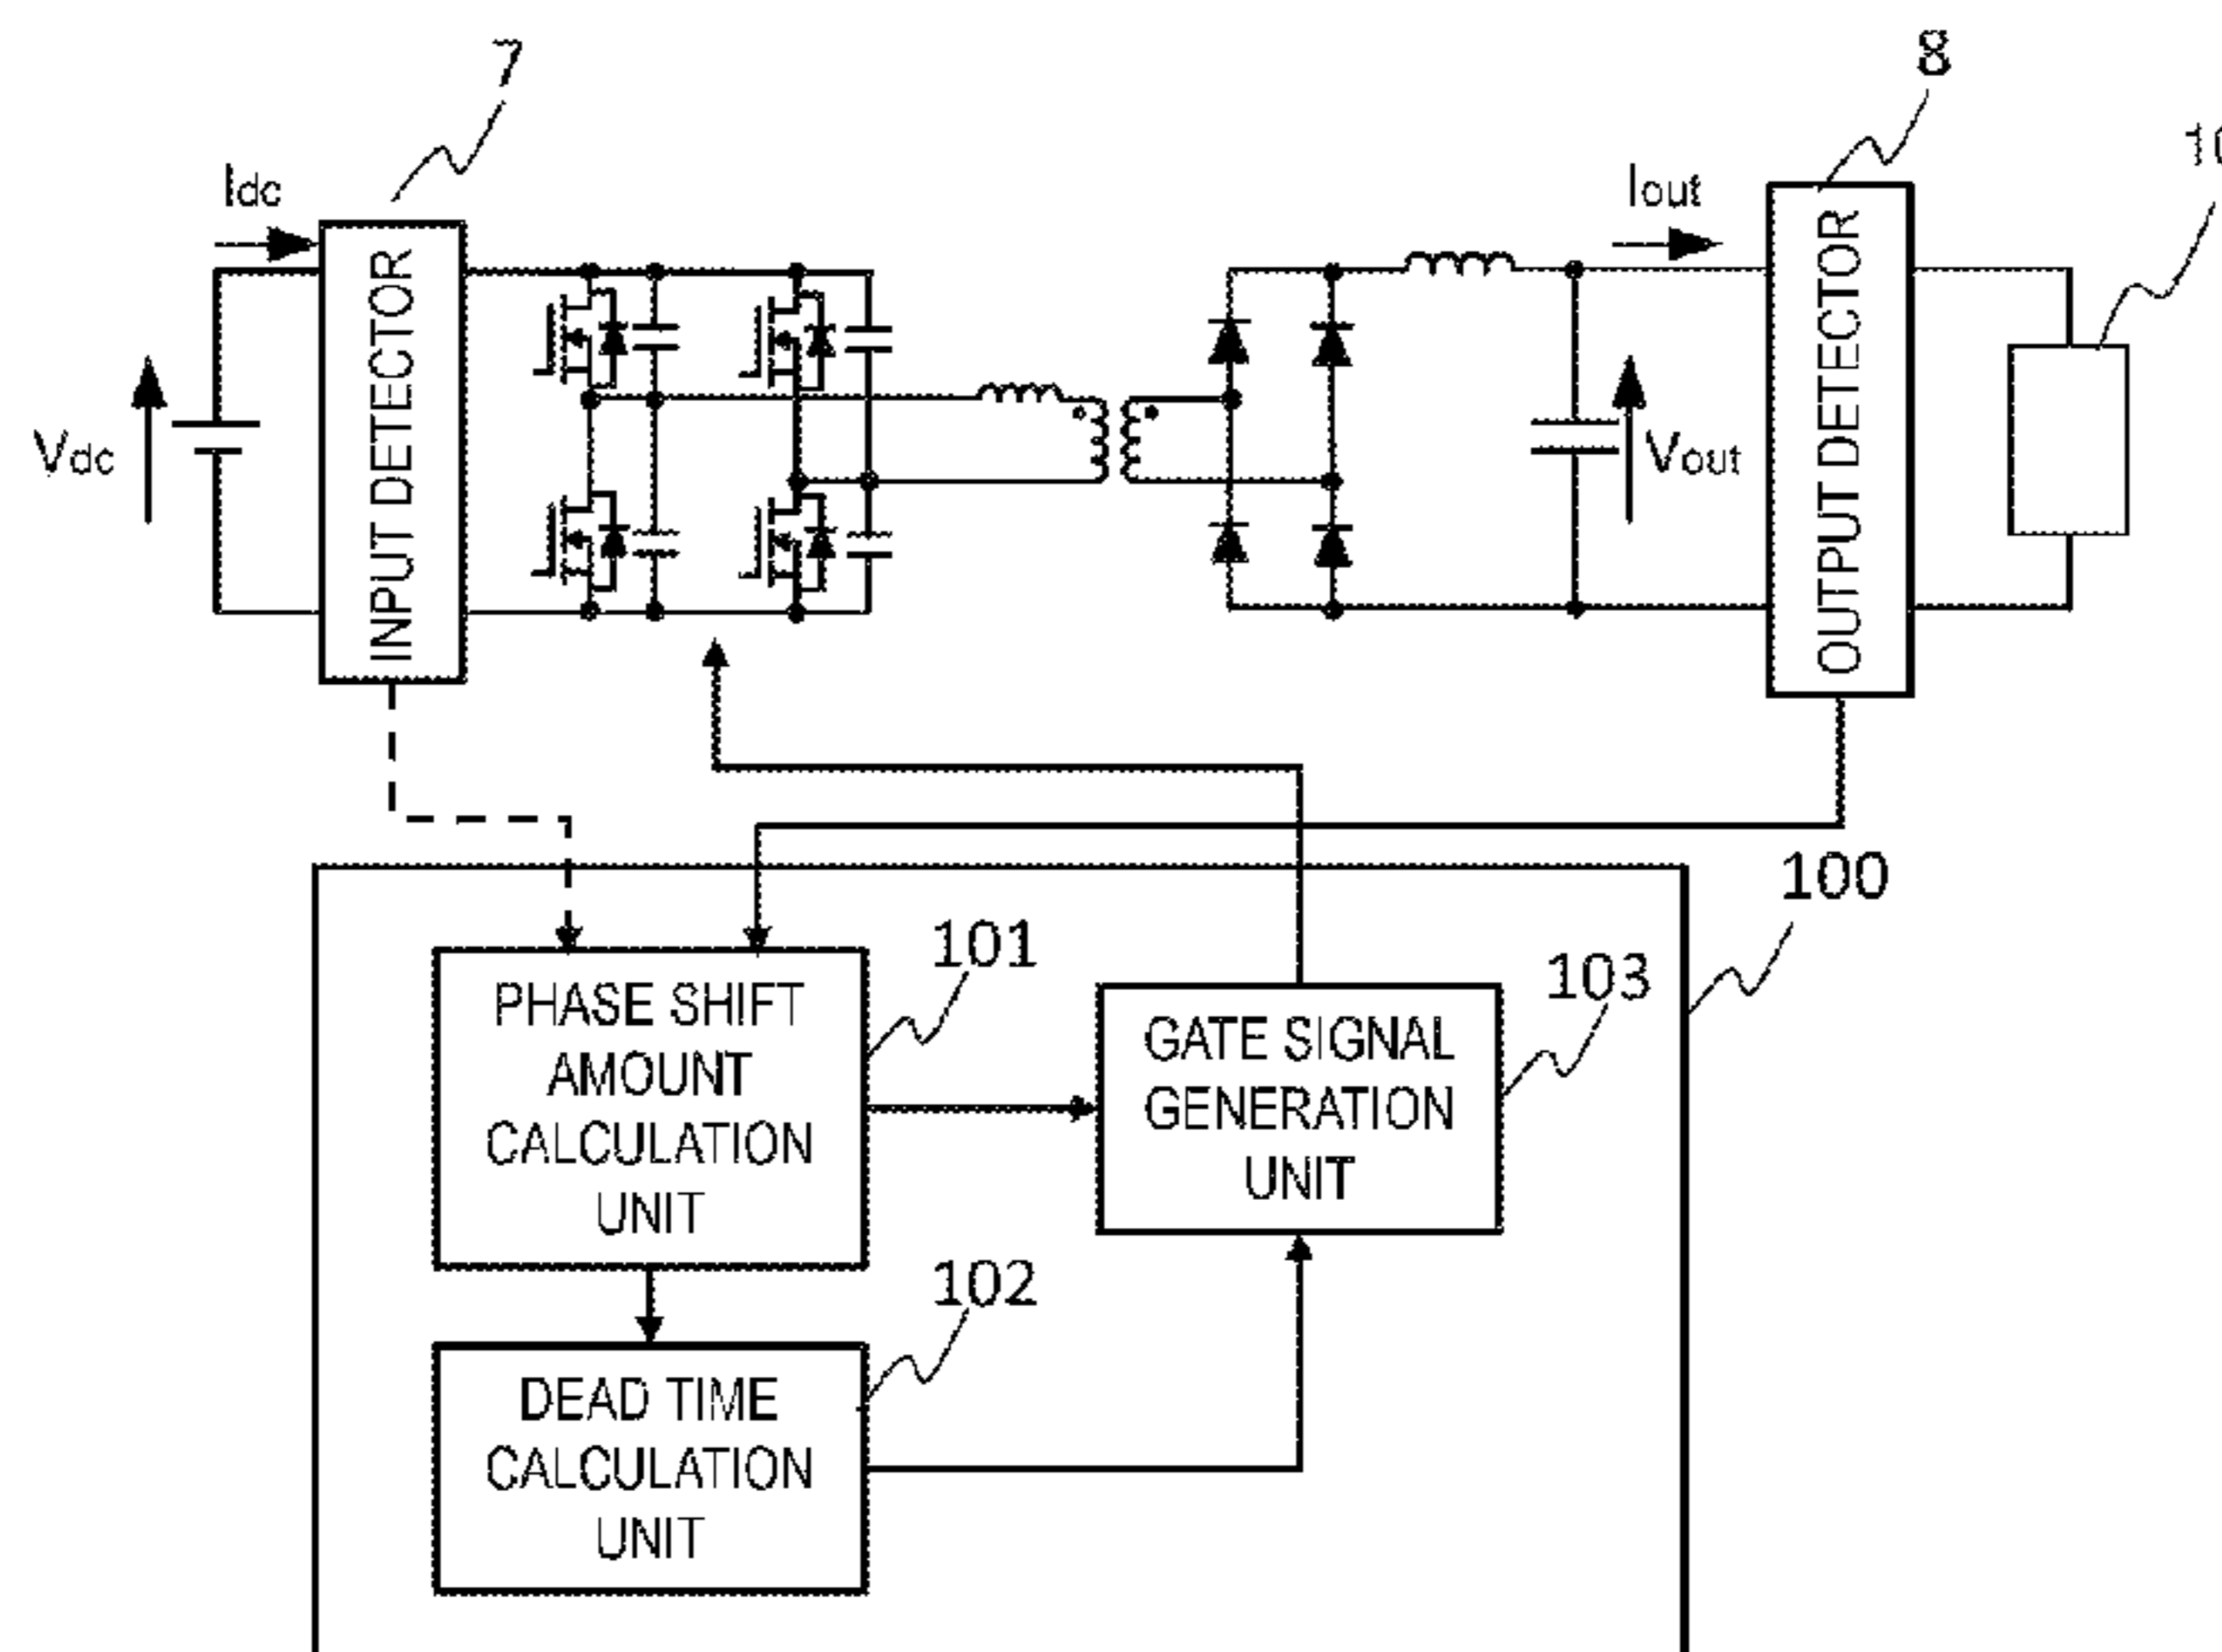 7
8
10
Idc
Iout
INPUT DETECTOR
OUTPUT DETECTOR
Vdc
Vout
100
101
103
PHASE SHIFT
AMOUNT
CALCULATION
UNIT
GATE SIGNAL
GENERATION
UNIT
102
DEAD TIME
CALCULATION
UNIT